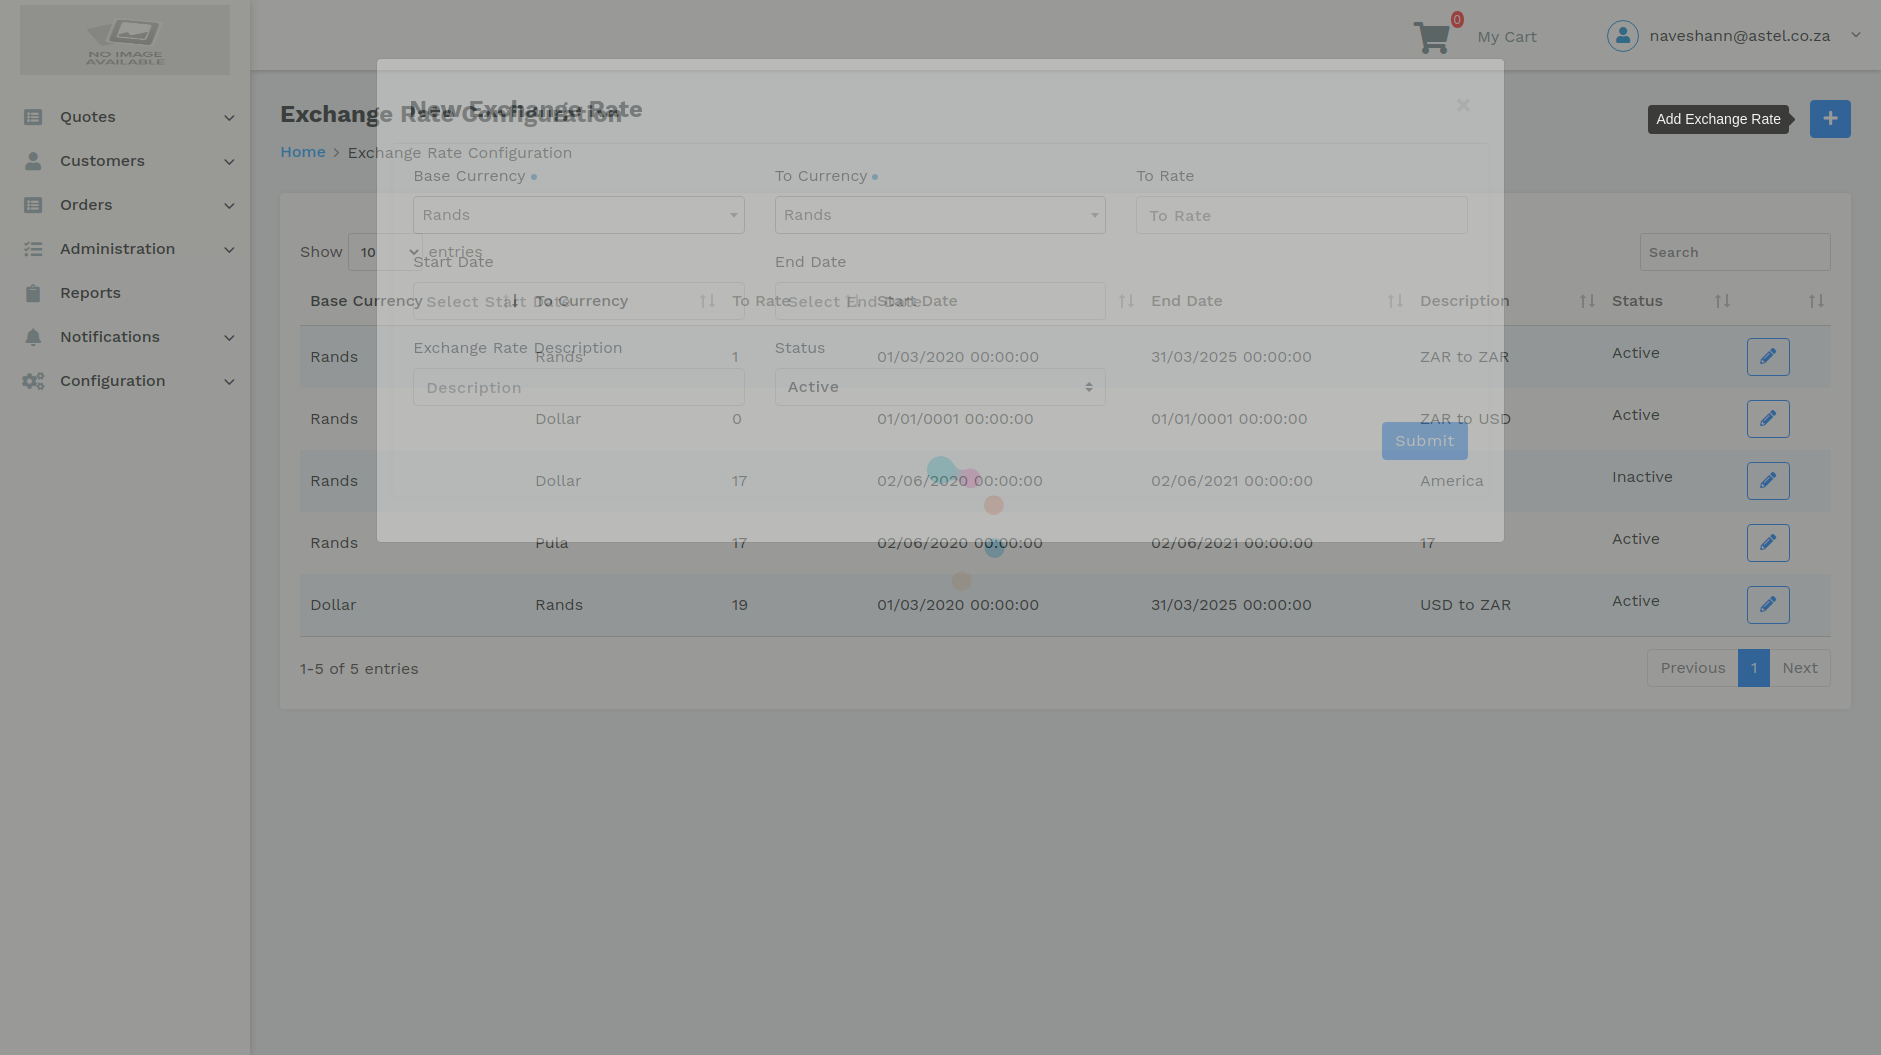 NO IMAGE
AVAILABLE
Quotes
Customers
Orders
Administration
Reports
Notifications
Configuration
0
My Cart
naveshann@astel.co.za
Exchange Rate Configuration
Home > Exchange Rate Configuration
Add Exchange Rate
+
New Exchange Rate
×
Base Currency
To Currency
To Rate
Rands
Rands
To Rate
Start Date
End Date
Select Start Date
Select End Date
Exchange Rate Description
Status
Description
Active
Submit
Show 10 entries
Search
Base Currency To Currency To Rate Start Date End Date Description Status
Rands Rands 1 01/03/2020 00:00:00 31/03/2025 00:00:00 ZAR to ZAR Active
Rands Dollar 0 01/01/0001 00:00:00 01/01/0001 00:00:00 ZAR to USD Active
Rands Dollar 17 02/06/2020 00:00:00 02/06/2021 00:00:00 America Inactive
Rands Pula 17 02/06/2020 00:00:00 02/06/2021 00:00:00 17 Active
Dollar Rands 19 01/03/2020 00:00:00 31/03/2025 00:00:00 USD to ZAR Active
1-5 of 5 entries
Previous 1 Next